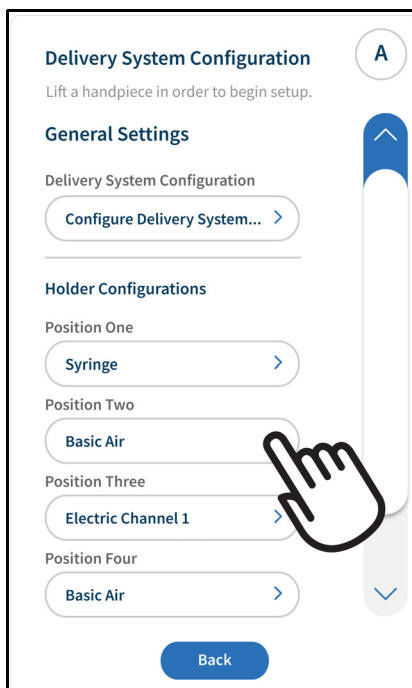 Delivery System Configuration
A
Lift a handpiece in order to begin setup.
General Settings
Delivery System Configuration
Configure Delivery System...
Holder Configurations
Position One
Syringe
Position Two
Basic Air
Position Three
Electric Channel 1
Position Four
Basic Air
Back